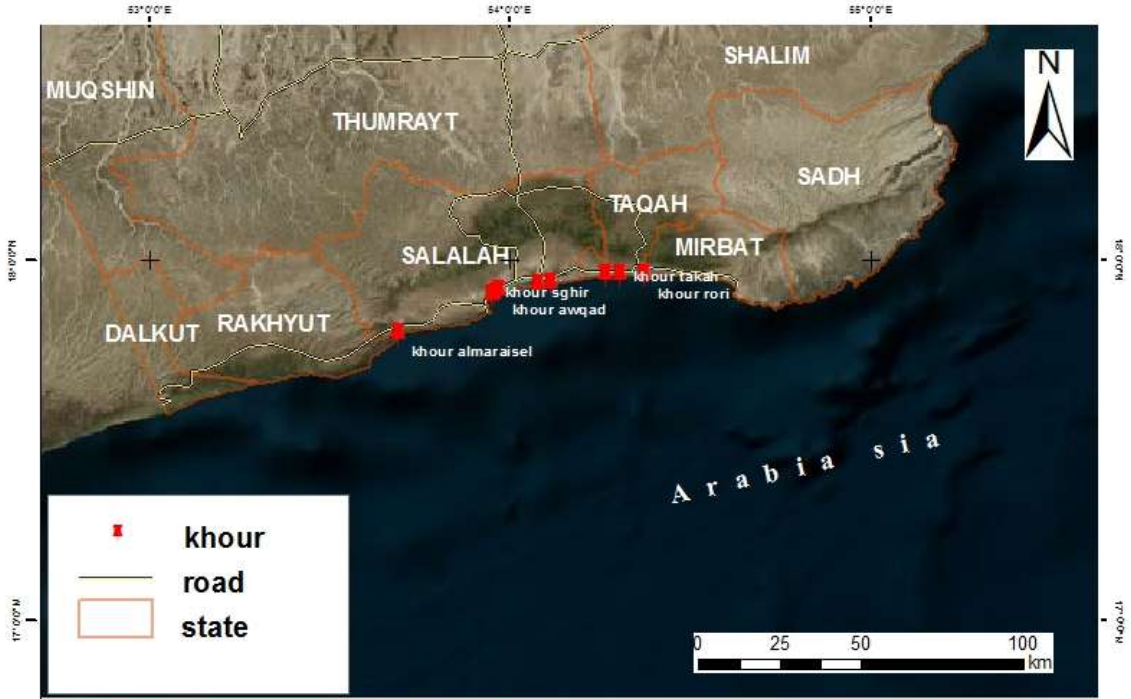 53°0'0"E 54°0'0"E 55°0'0"E
SHALIM
N
MUQSHIN
THUMRAYT
SADH
TAQAH
MIRBAT
SALALAH
18°0'0"N
18°0'0"N
khour takah
khour sghir
khour rori
khour awqad
RAKHYUT
DALKUT
khour almaraisel
Arabia sia
khour
road
state
17°0'0"N
17°0'0"N
0 25 50 100
km